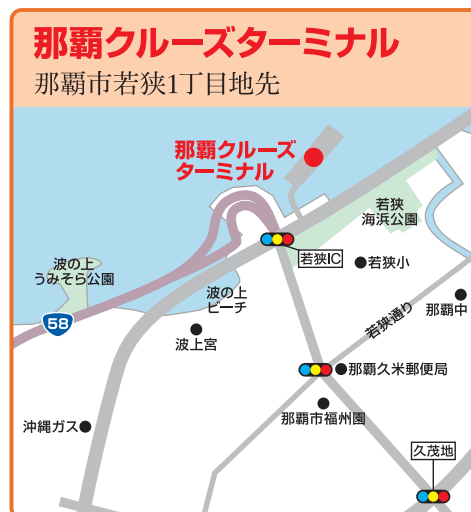 那覇クルーズターミナル
那覇市若狭1丁目地先
那覇クルーズ
ターミナル
若狭
海浜公園
若狭IC
若狭小
波の上
うみそら公園
波の上
ビーチ
那覇中
58
若狭通り
波上宮
那覇久米郵便局
那覇市福州園
沖縄ガス
久茂地